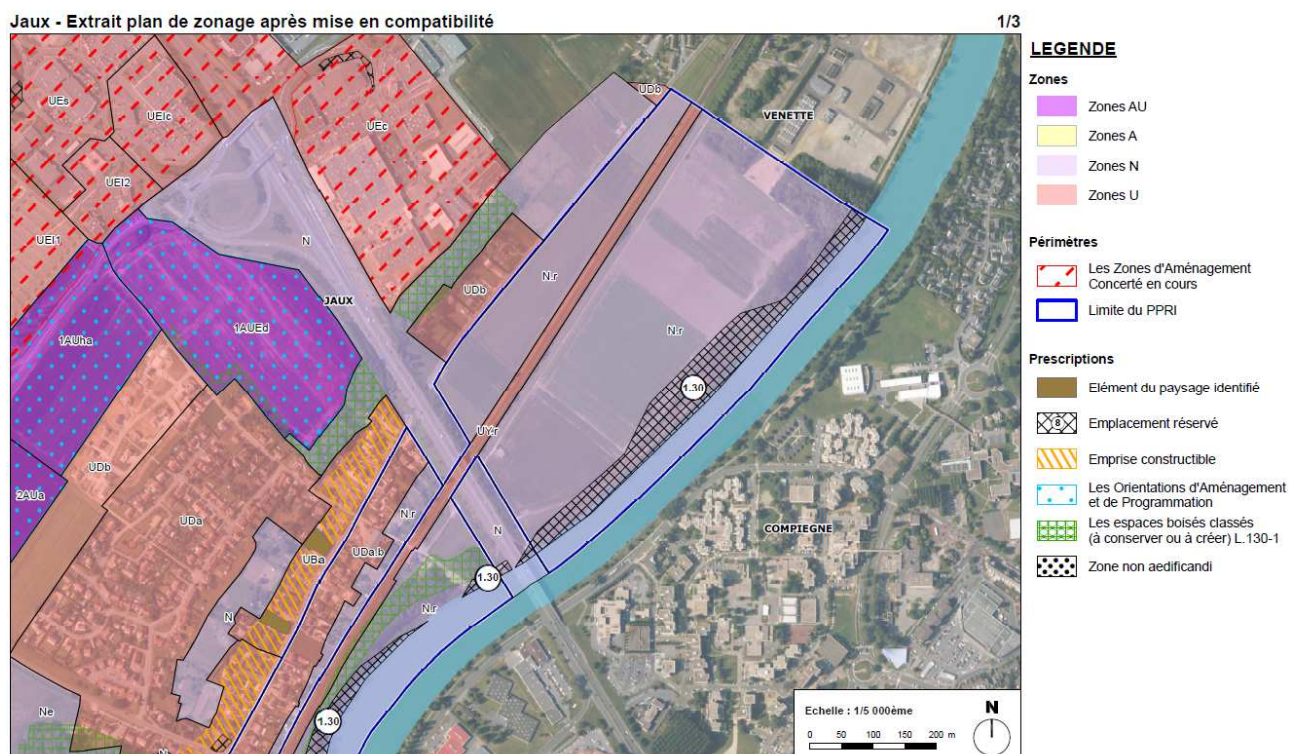 Jaux - Extrait plan de zonage après mise en compatibilité
1/3
UEs
UEIc
UEc
UDb
VENETTE
UEI2
UEI1
N
JAUX
UDb
N.r
1AUEd
1AUha
N.r
1.30
UY.r
UDb
2AUa
UDa
N.r
N
COMPIEGNE
UDa.b
UBa
1.30
N.r
N
Ne
1.30
N
LEGENDE
Zones
Zones AU
Zones A
Zones N
Zones U
Périmètres
Les Zones d'Aménagement
Concerté en cours
Limite du PPRI
Prescriptions
Elément du paysage identifié
8
Emplacement réservé
Emprise constructible
Les Orientations d'Aménagement
et de Programmation
Les espaces boisés classés
(à conserver ou à créer) L.130-1
Zone non aedificandi
Echelle : 1/5 000ème
N
0 50 100 150 200 m